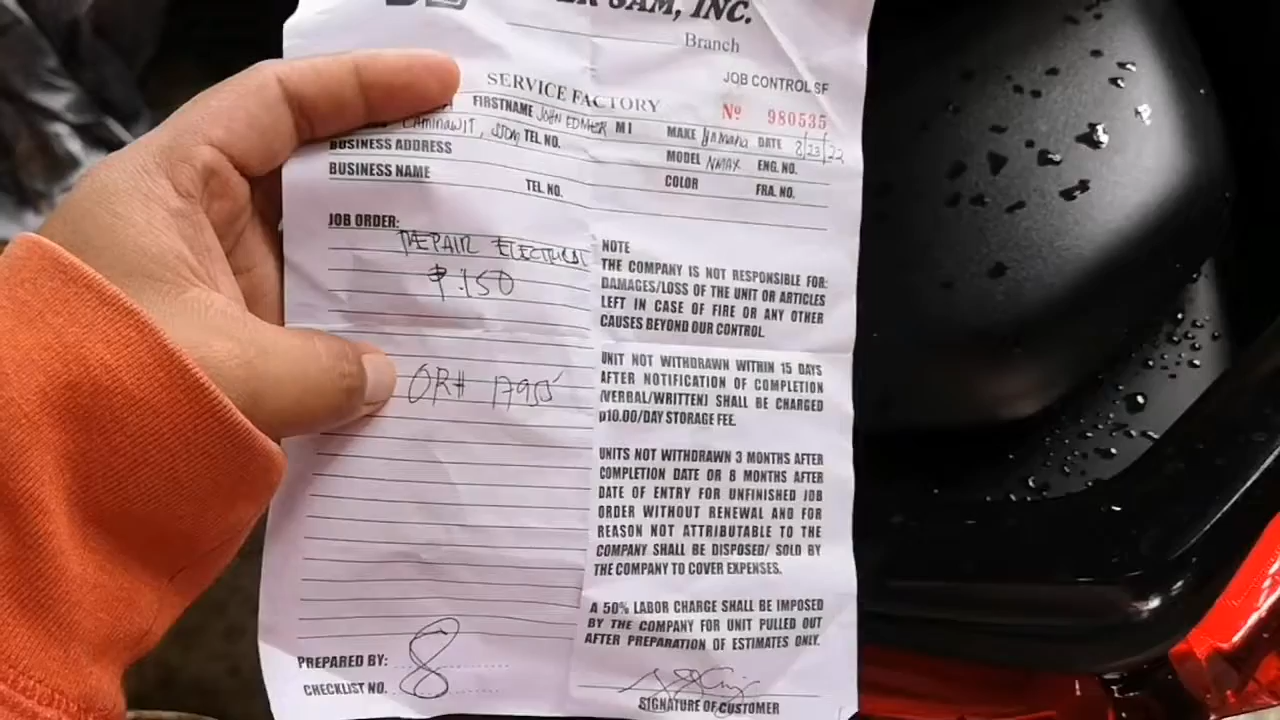 SAM, INC.
Branch
JOB CONTROL SF
SERVICE FACTORY
Nº 980535
FIRSTNAME JOHN EDMER MI MAKE Yamaha DATE 8/23/22
CAMINAWIT, SJOM TEL NO.
BUSINESS ADDRESS MODEL NMAX ENG. NO.
BUSINESS NAME TEL NO. COLOR FRA. NO.
JOB ORDER:
REPAIR ELECTRICAL
₱.150
OR# 1795
NOTE
THE COMPANY IS NOT RESPONSIBLE FOR:
DAMAGES/LOSS OF THE UNIT OR ARTICLES
LEFT IN CASE OF FIRE OR ANY OTHER
CAUSES BEYOND OUR CONTROL.
UNIT NOT WITHDRAWN WITHIN 15 DAYS
AFTER NOTIFICATION OF COMPLETION
(VERBAL/WRITTEN) SHALL BE CHARGED
p10.00/DAY STORAGE FEE.
UNITS NOT WITHDRAWN 3 MONTHS AFTER
COMPLETION DATE OR 8 MONTHS AFTER
DATE OF ENTRY FOR UNFINISHED JOB
ORDER WITHOUT RENEWAL AND FOR
REASON NOT ATTRIBUTABLE TO THE
COMPANY SHALL BE DISPOSED/ SOLD BY
THE COMPANY TO COVER EXPENSES.
A 50% LABOR CHARGE SHALL BE IMPOSED
BY THE COMPANY FOR UNIT PULLED OUT
AFTER PREPARATION OF ESTIMATES ONLY.
PREPARED BY:
CHECKLIST NO.
8
SIGNATURE OF CUSTOMER